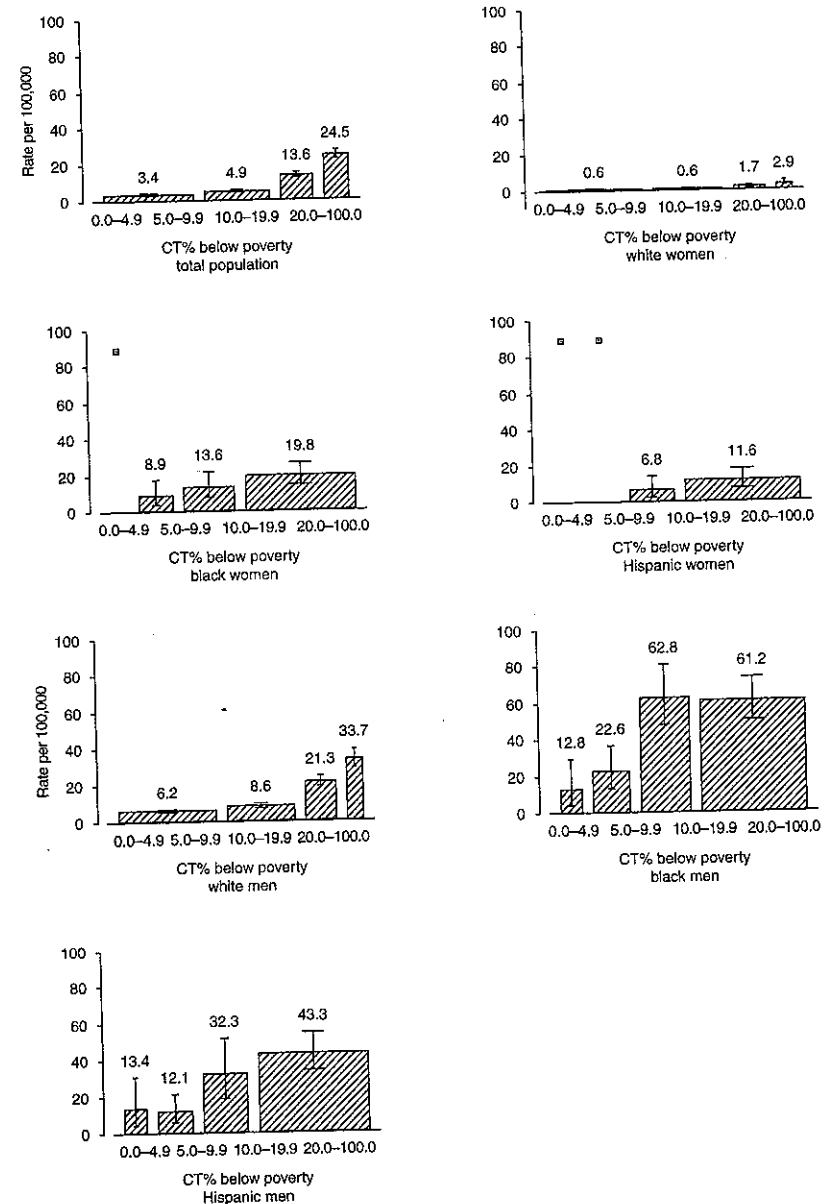 100
80
60
40
20
0
Rate per 100,000
3.4 4.9 13.6 24.5
0.0–4.9 5.0–9.9 10.0–19.9 20.0–100.0
CT% below poverty
total population
100
80
60
40
20
0
0.6 0.6 1.7 2.9
0.0–4.9 5.0–9.9 10.0–19.9 20.0–100.0
CT% below poverty
white women
100
80
60
40
20
0
8.9 13.6 19.8
0.0–4.9 5.0–9.9 10.0–19.9 20.0–100.0
CT% below poverty
black women
100
80
60
40
20
0
6.8 11.6
0.0–4.9 5.0–9.9 10.0–19.9 20.0–100.0
CT% below poverty
Hispanic women
100
80
60
40
20
0
Rate per 100,000
6.2 8.6 21.3 33.7
0.0–4.9 5.0–9.9 10.0–19.9 20.0–100.0
CT% below poverty
white men
100
80
60
40
20
0
12.8 22.6 62.8 61.2
0.0–4.9 5.0–9.9 10.0–19.9 20.0–100.0
CT% below poverty
black men
100
80
60
40
20
0
13.4 12.1 32.3 43.3
0.0–4.9 5.0–9.9 10.0–19.9 20.0–100.0
CT% below poverty
Hispanic men